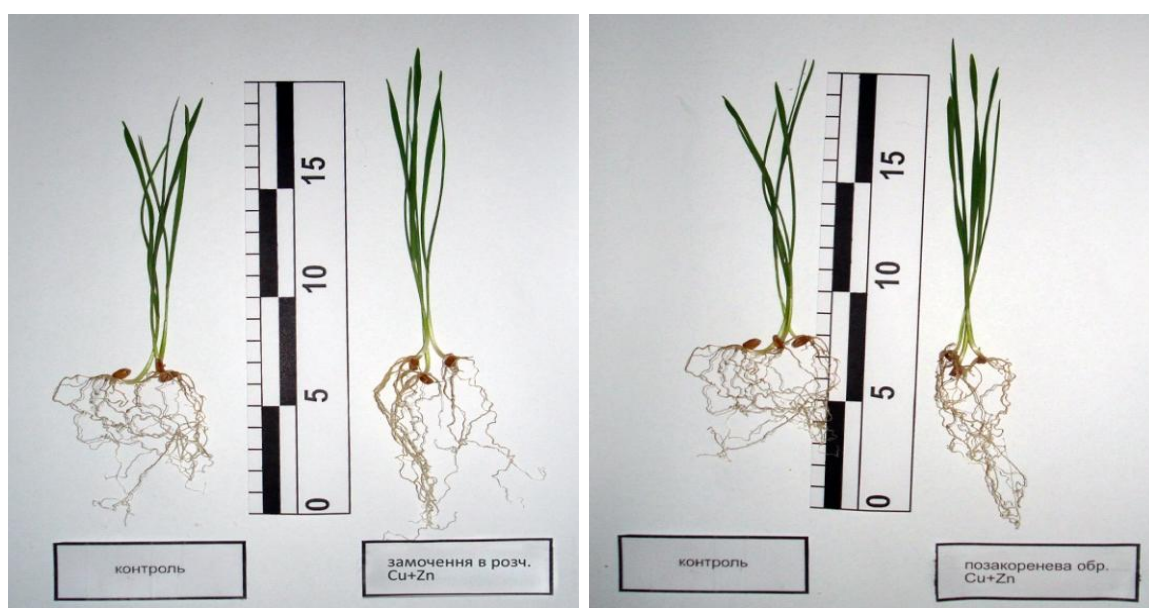 15
10
5
0
контроль
замочення в розч.
Cu+Zn
15
10
5
0
контроль
позакоренева обр.
Cu+Zn